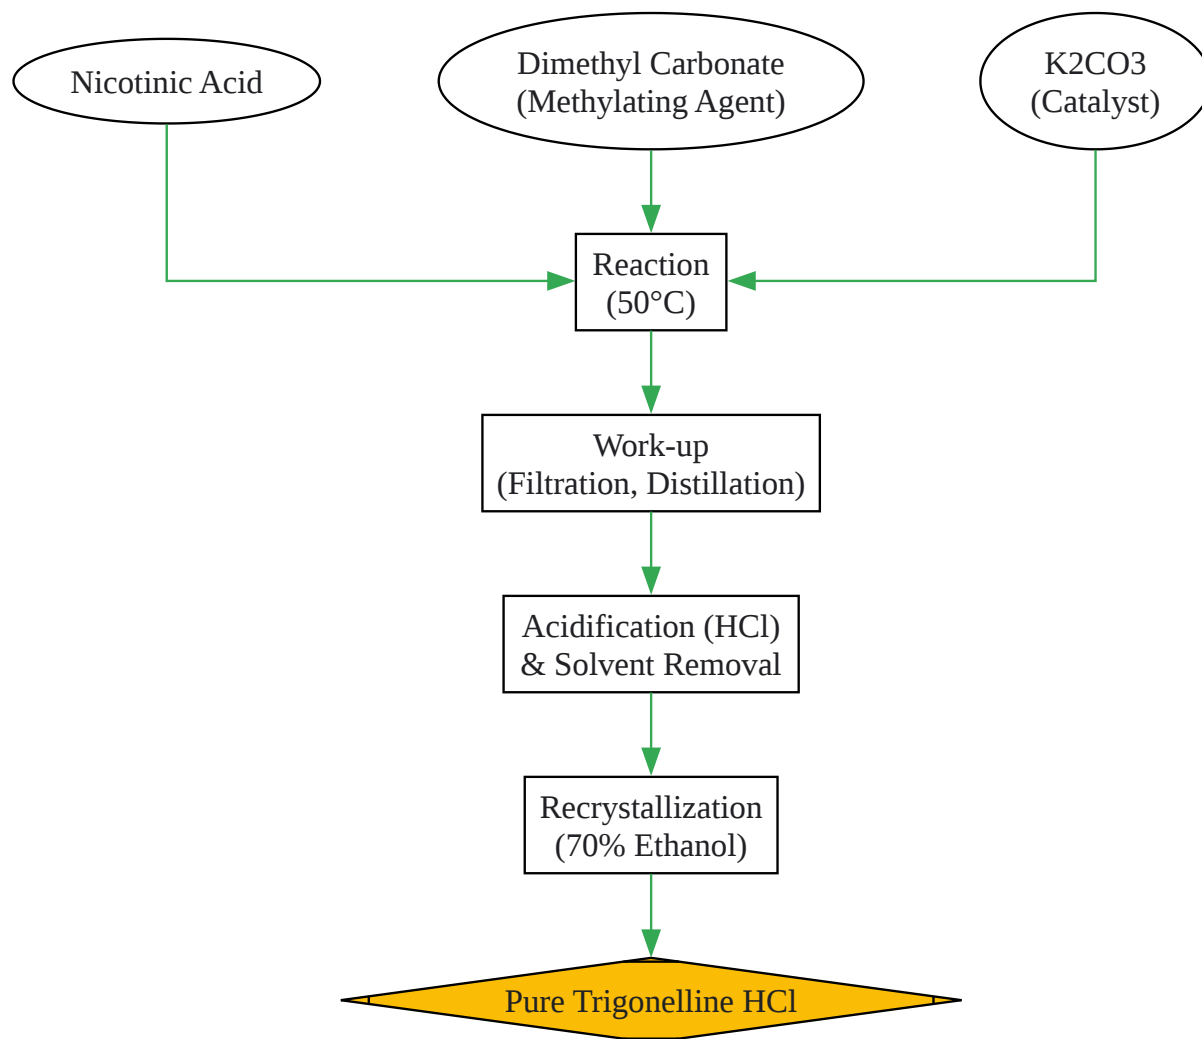 Nicotinic Acid
Dimethyl Carbonate
(Methylating Agent)
K2CO3
(Catalyst)
Reaction
(50°C)
Work-up
(Filtration, Distillation)
Acidification (HCl)
& Solvent Removal
Recrystallization
(70% Ethanol)
Pure Trigonelline HCl